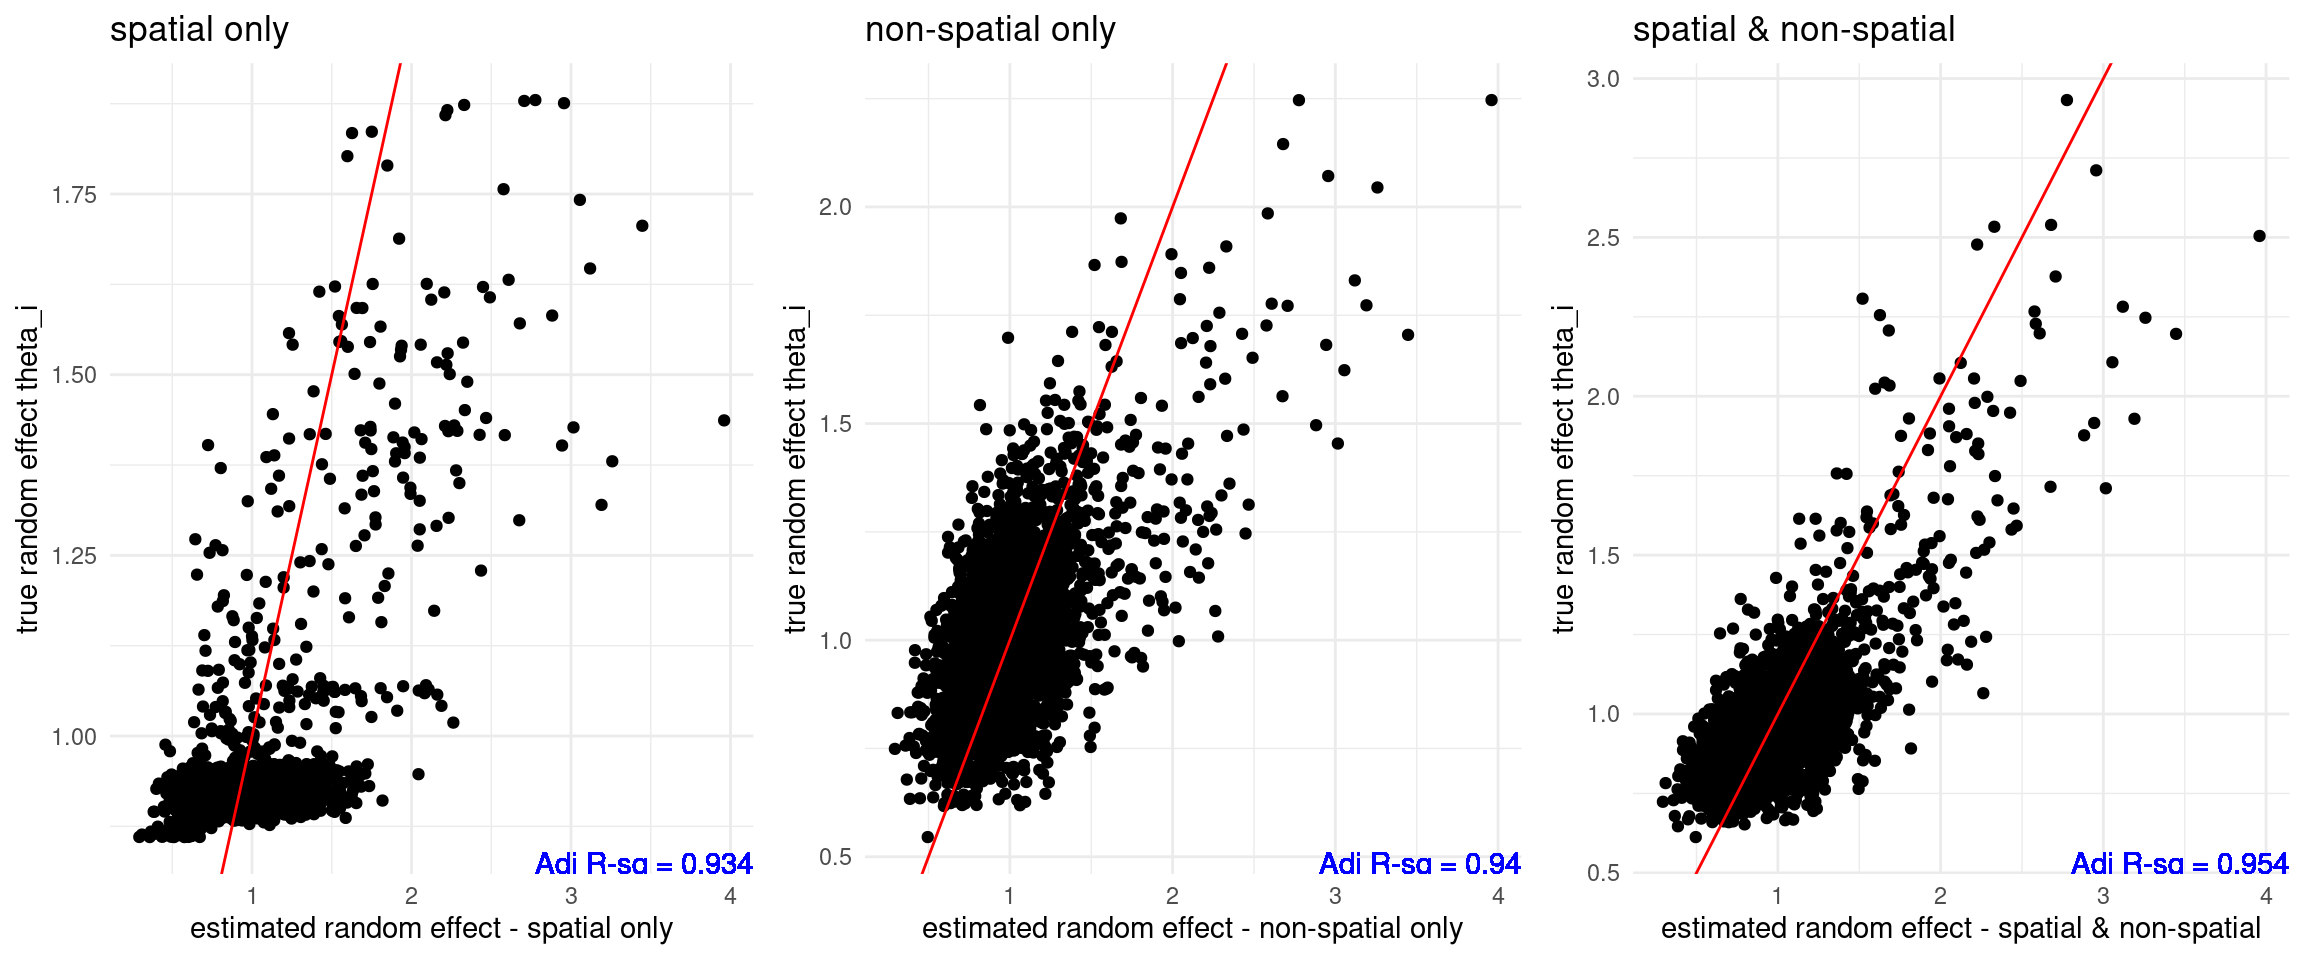 spatial only
true random effect theta_i
1.75
1.50
1.25
1.00
Adj R-sq = 0.934
1 2 3 4
estimated random effect - spatial only
non-spatial only
true random effect theta_i
2.0
1.5
1.0
0.5
Adj R-sq = 0.94
1 2 3 4
estimated random effect - non-spatial only
spatial & non-spatial
true random effect theta_i
3.0
2.5
2.0
1.5
1.0
0.5
Adj R-sq = 0.954
1 2 3 4
estimated random effect - spatial & non-spatial